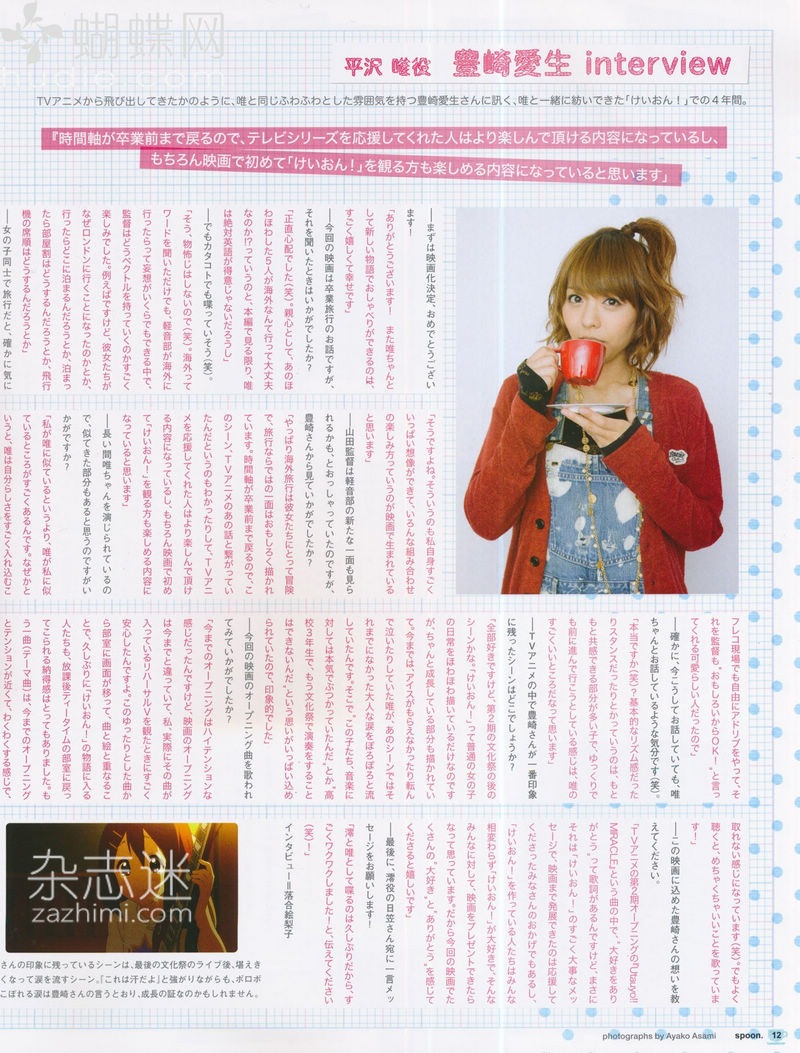 蝴蝶网
平沢 唯役 豊崎愛生 interview
TVアニメから飛び出してきたかのように、唯と同じふわふわとした雰囲気を持つ豊崎愛生さんに訊く、唯と一緒に紡いできた「けいおん!」での4年間。
『時間軸が卒業前まで戻るので、テレビシリーズを応援してくれた人はより楽しんで頂ける内容になっているし、
もちろん映画で初めて「けいおん!」を観る方も楽しめる内容になっていると思います」
──まずは映画化決定、おめでとうござい
ます!
「ありがとうございます! また唯ちゃんと
して新しい物語でおしゃべりができるのは、
すごく嬉しくて幸せです」
──今回の映画は卒業旅行のお話ですが、
それを聞いたときはいかがでしたか?
「正直心配でした(笑)。親心として、あのほ
わほわした5人が海外なんて行って大丈夫
なのか!?っていうのと、本編で見る限り、唯
は絶対英語が得意じゃないだろうし」
──でもカタコトでも喋っていそう(笑)。
「そう、物怖じはしないので(笑)。海外って
ワードを聞いただけでも、軽音部が海外に
行ったらって妄想がいくらでもできる中で、
監督はどうベクトルを持っていくのかすごく
楽しみでした。例えばですけど、彼女たちが
なぜロンドンに行くことになったのかとか、
行ったらどこに泊まるんだろうとか、泊まっ
たら部屋割はどうするんだろうとか、飛行
機の席順はどうするんだろうとか」
──女の子同士で旅行だと、確かに気に
「そうですよね。そういうのも私自身すごく
いっぱい想像ができて、いろんな組み合わせ
の楽しみ方っていうのが映画で生まれている
と思います」
──山田監督は軽音部の新たな一面も見ら
れるかも、とおっしゃっていたのですが、
豊崎さんから見ていかがでしたか?
「やっぱり海外旅行は彼女たちにとって冒険
で、旅行ならではの一面はおもしろく描かれ
ています。時間軸が卒業前まで戻るので、こ
のシーン、TVアニメのあの話と繋がってい
たんだというのもわかったりして、TVアニ
メを応援してくれた人はより楽しんで頂け
る内容になっているし、もちろん映画で初め
て「けいおん!」を観る方も楽しめる内容に
なっていると思います」
──長い間唯ちゃんを演じられているの
で、似てきた部分もあると思うのですがい
かがですか?
「私が唯に似ているというより、唯が私に似
ているところがすごくあるんです。なぜかと
いうと、唯は自分らしさをすごく入れ込むこ
フレコ現場でも自由にアドリブをやって、そ
れを監督も“おもしろいからOK!”と言っ
てくれる可愛らしい人だったので」
──確かに、今こうしてお話していても、唯
ちゃんとお話しているような気分です(笑)。
「本当ですか(笑)?基本的なリズム感だった
りスタンスだったりとかっていうのは、もと
もと共感できる部分が多い子で、ゆっくりで
も前に進んで行こうとしている感じは、唯の
すごくいいところだなって思います」
──TVアニメの中で豊崎さんが一番印象
に残ったシーンはどこでしょうか?
「全部好きですけど、第2期の文化祭の後の
シーンかな。「けいおん!」って普通の女の子
の日常をほわほわ描いているだけなのです
が、ちゃんと成長している部分も描かれてい
て。今までは、アイスがもらえなかったり転ん
で泣いたりしていた唯が、あのシーンではそ
れまでになかった大人な涙をぼろぼろと流
していたんです。そこで“この子たち、音楽に
対しては本気でぶつかっていたんだ”とか“高
校3年生で、もう文化祭で演奏をすること
はできないんだ”という思いがいっぱい込め
られていたので、印象的でした」
──今回の映画のオープニング曲を歌われ
てみていかがでしたか?
「今までのオープニングはハイテンションな
感じだったんですけど、映画のオープニング
は今までと違っていて。私、実際にその曲が
入っているリハーサルVを観たときにすごく
安心したんですよ。このゆったりとした曲か
ら部室に画面が移って、曲と絵と重なるこ
とで、久しぶりに「けいおん!」の物語に入る
人たちも、放課後ティータイムの部室に戻っ
てこられる納得感はとってもありました。も
う一曲(テーマ曲)は、今までのオープニング
とテンションが近くて、わくわくする感じで、
取れない感じになっています(笑)。でもよく
聴くと、めちゃくちゃいいことを歌っていま
す!」
──この映画に込めた豊崎さんの想いを教
えてください。
「TVアニメの第2期オープニングの『Utauyo!!
MIRACLE』という曲の中で、“大好きをあり
がとう”って歌詞があるんですけど、まさに
それは「けいおん!」のすごく大事なメッ
セージで、映画まで発展できたのは応援して
くださったみなさんのおかげでもあるし、
「けいおん!」を作っている人たちはみんな
相変わらず「けいおん!」が大好きで、そんな
みんなに対して、映画をプレゼントできたら
なって思っています。だから今回の映画でた
くさんの“大好き”と“ありがとう”を感じて
くださると嬉しいです」
──最後に、澪役の日笠さん宛に一言メッ
セージをお願いします!
「澪と唯として喋るのは久しぶりだから、す
ごくワクワクしました!と、伝えてください
(笑)!」
インタビュー=落合絵梨子
杂志迷
zazhimi.com
さんの印象に残っているシーンは、最後の文化祭のライブ後、堪えき
くなって涙を流すシーン。「これは汗だよ」と強がりながらも、ボロボ
こぼれる涙は豊崎さんの言うとおり、成長の証なのかもしれません。
photographs by Ayako Asami spoon. 12